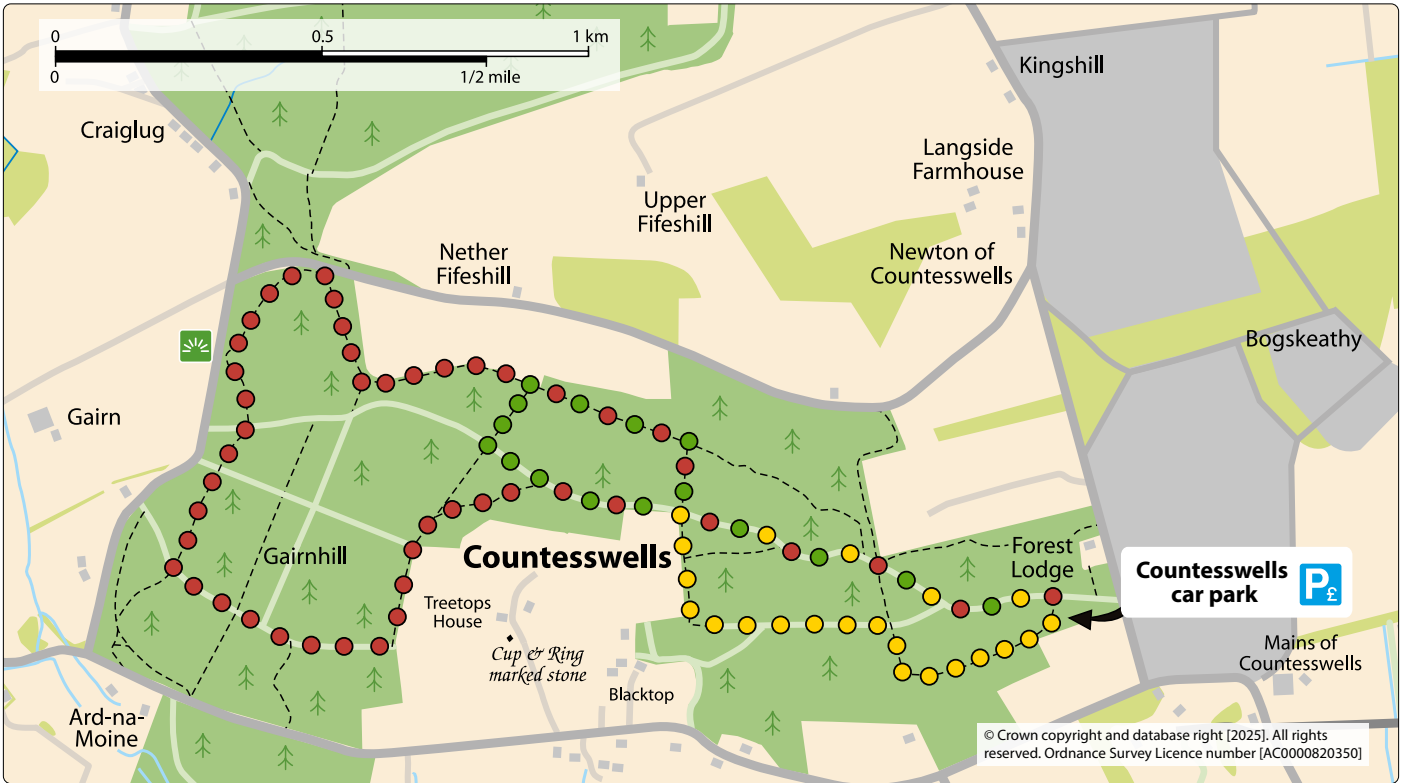 0 0.5 1 km
0 1/2 mile
Kingshill
Craiglug
Langside
Farmhouse
Upper
Fifeshill
Nether
Fifeshill
Newton of
Countesswells
Bogskeathy
Gairn
Gairnhill
Countesswells
Forest
Lodge
Countesswells
car park
P£
Treetops
House
Cup & Ring
marked stone
Mains of
Countesswells
Blacktop
Ard-na-
Moine
© Crown copyright and database right [2025]. All rights
reserved. Ordnance Survey Licence number [AC0000820350]